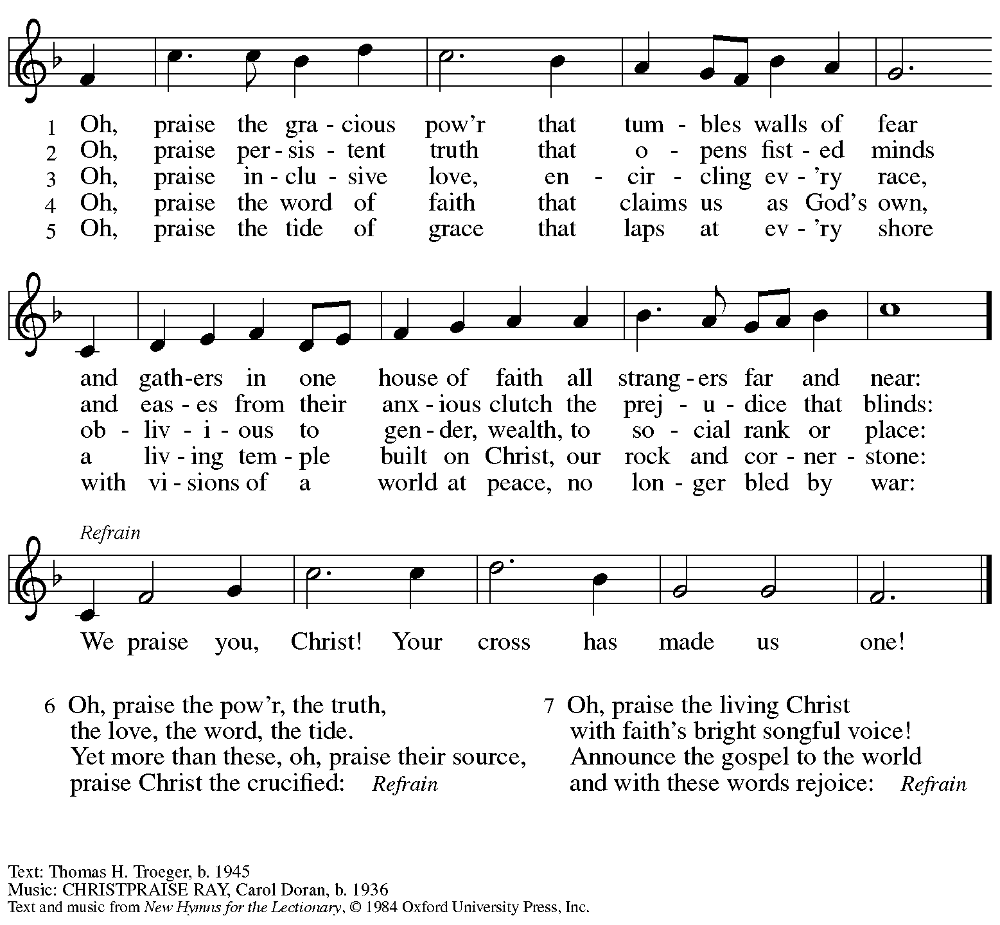 1 Oh, praise the gra - cious pow'r that tum - bles walls of fear
2 Oh, praise per - sis - tent truth that o - pens fist - ed minds
3 Oh, praise in - clu - sive love, en - cir - cling ev - 'ry race,
4 Oh, praise the word of faith that claims us as God's own,
5 Oh, praise the tide of grace that laps at ev - 'ry shore
and gath - ers in one house of faith all strang - ers far and near:
and eas - es from their anx - ious clutch the prej - u - dice that blinds:
ob - liv - i - ous to gen - der, wealth, to so - cial rank or place:
a liv - ing tem - ple built on Christ, our rock and cor - ner - stone:
with vi - sions of a world at peace, no lon - ger bled by war:
Refrain
We praise you, Christ! Your cross has made us one!
6 Oh, praise the pow'r, the truth,
the love, the word, the tide.
Yet more than these, oh, praise their source,
praise Christ the crucified: Refrain
7 Oh, praise the living Christ
with faith's bright songful voice!
Announce the gospel to the world
and with these words rejoice: Refrain
Text: Thomas H. Troeger, b. 1945
Music: CHRISTPRAISE RAY, Carol Doran, b. 1936
Text and music from New Hymns for the Lectionary, © 1984 Oxford University Press, Inc.